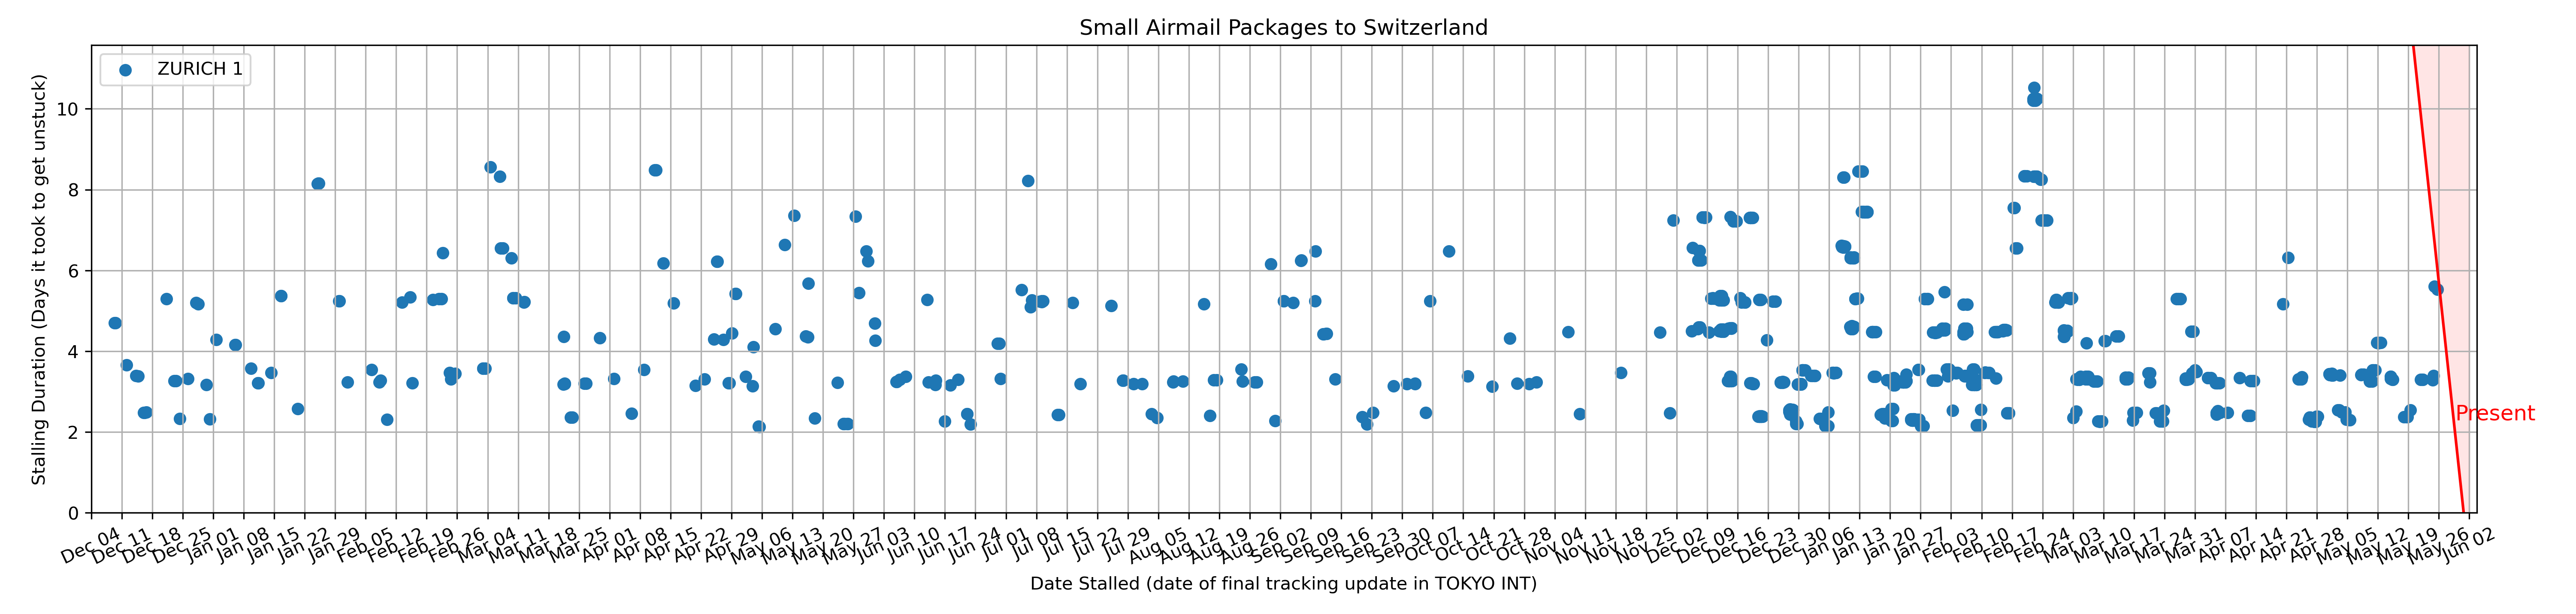 Small Airmail Packages to Switzerland
ZURICH 1
Stalling Duration (Days it took to get unstuck)
10
8
6
4
2
0
Present
Dec 04 Dec 11 Dec 18 Dec 25 Jan 01 Jan 08 Jan 15 Jan 22 Jan 29 Feb 05 Feb 12 Feb 19 Feb 26 Mar 04 Mar 11 Mar 18 Mar 25 Apr 01 Apr 08 Apr 15 Apr 22 Apr 29 May 06 May 13 May 20 May 27 Jun 03 Jun 10 Jun 17 Jun 24 Jul 01 Jul 08 Jul 15 Jul 22 Jul 29 Aug 05 Aug 12 Aug 19 Aug 26 Sep 02 Sep 09 Sep 16 Sep 23 Sep 30 Oct 07 Oct 14 Oct 21 Oct 28 Nov 04 Nov 11 Nov 18 Nov 25 Dec 02 Dec 09 Dec 16 Dec 23 Dec 30 Jan 06 Jan 13 Jan 20 Jan 27 Feb 03 Feb 10 Feb 17 Feb 24 Mar 03 Mar 10 Mar 17 Mar 24 Mar 31 Apr 07 Apr 14 Apr 21 Apr 28 May 05 May 12 May 19 May 26 Jun 02
Date Stalled (date of final tracking update in TOKYO INT)